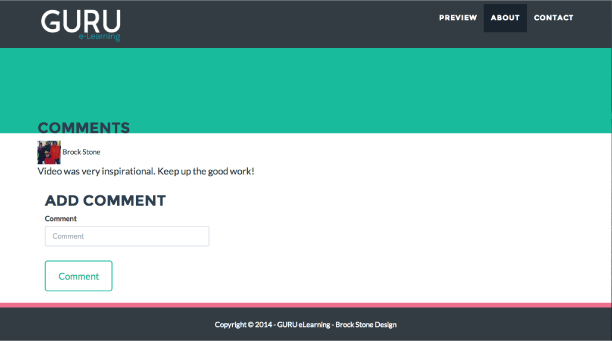 GURU
e-Learning
PREVIEW ABOUT CONTACT
COMMENTS
Brock Stone
Video was very inspirational. Keep up the good work!
ADD COMMENT
Comment
Comment
Comment
Copyright © 2014 - GURU eLearning - Brock Stone Design